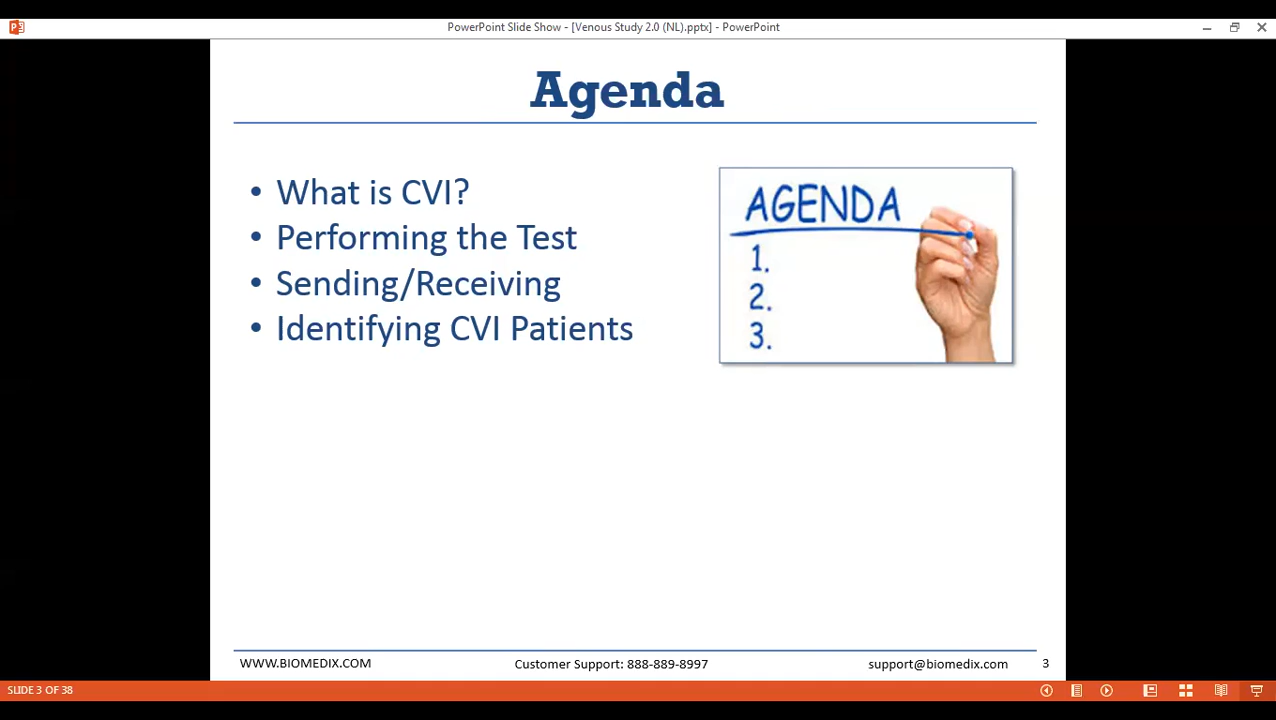 PowerPoint Slide Show - [Venous Study 2.0 (NL).pptx] - PowerPoint
Agenda
• What is CVI?
• Performing the Test
• Sending/Receiving
• Identifying CVI Patients
AGENDA
1.
2.
3.
WWW.BIOMEDIX.COM Customer Support: 888-889-8997 support@biomedix.com 3
SLIDE 3 OF 38